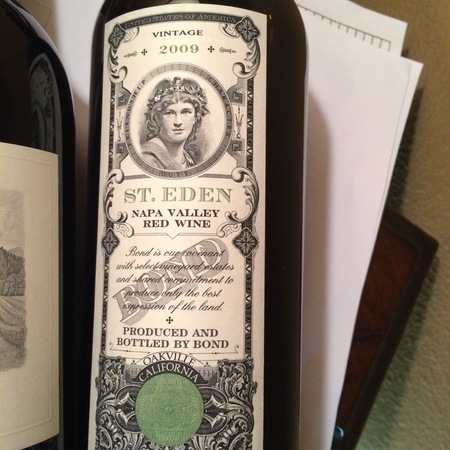 UNITED STATES OF AMERICA
VINTAGE
2009
DUTY
ST. EDEN
NAPA VALLEY
RED WINE
Bond is our covenant
with select vineyard estates
and shared commitment to
produce only the best
expression of the land.
PRODUCED AND
BOTTLED BY BOND
OAKVILLE
CALIFORNIA